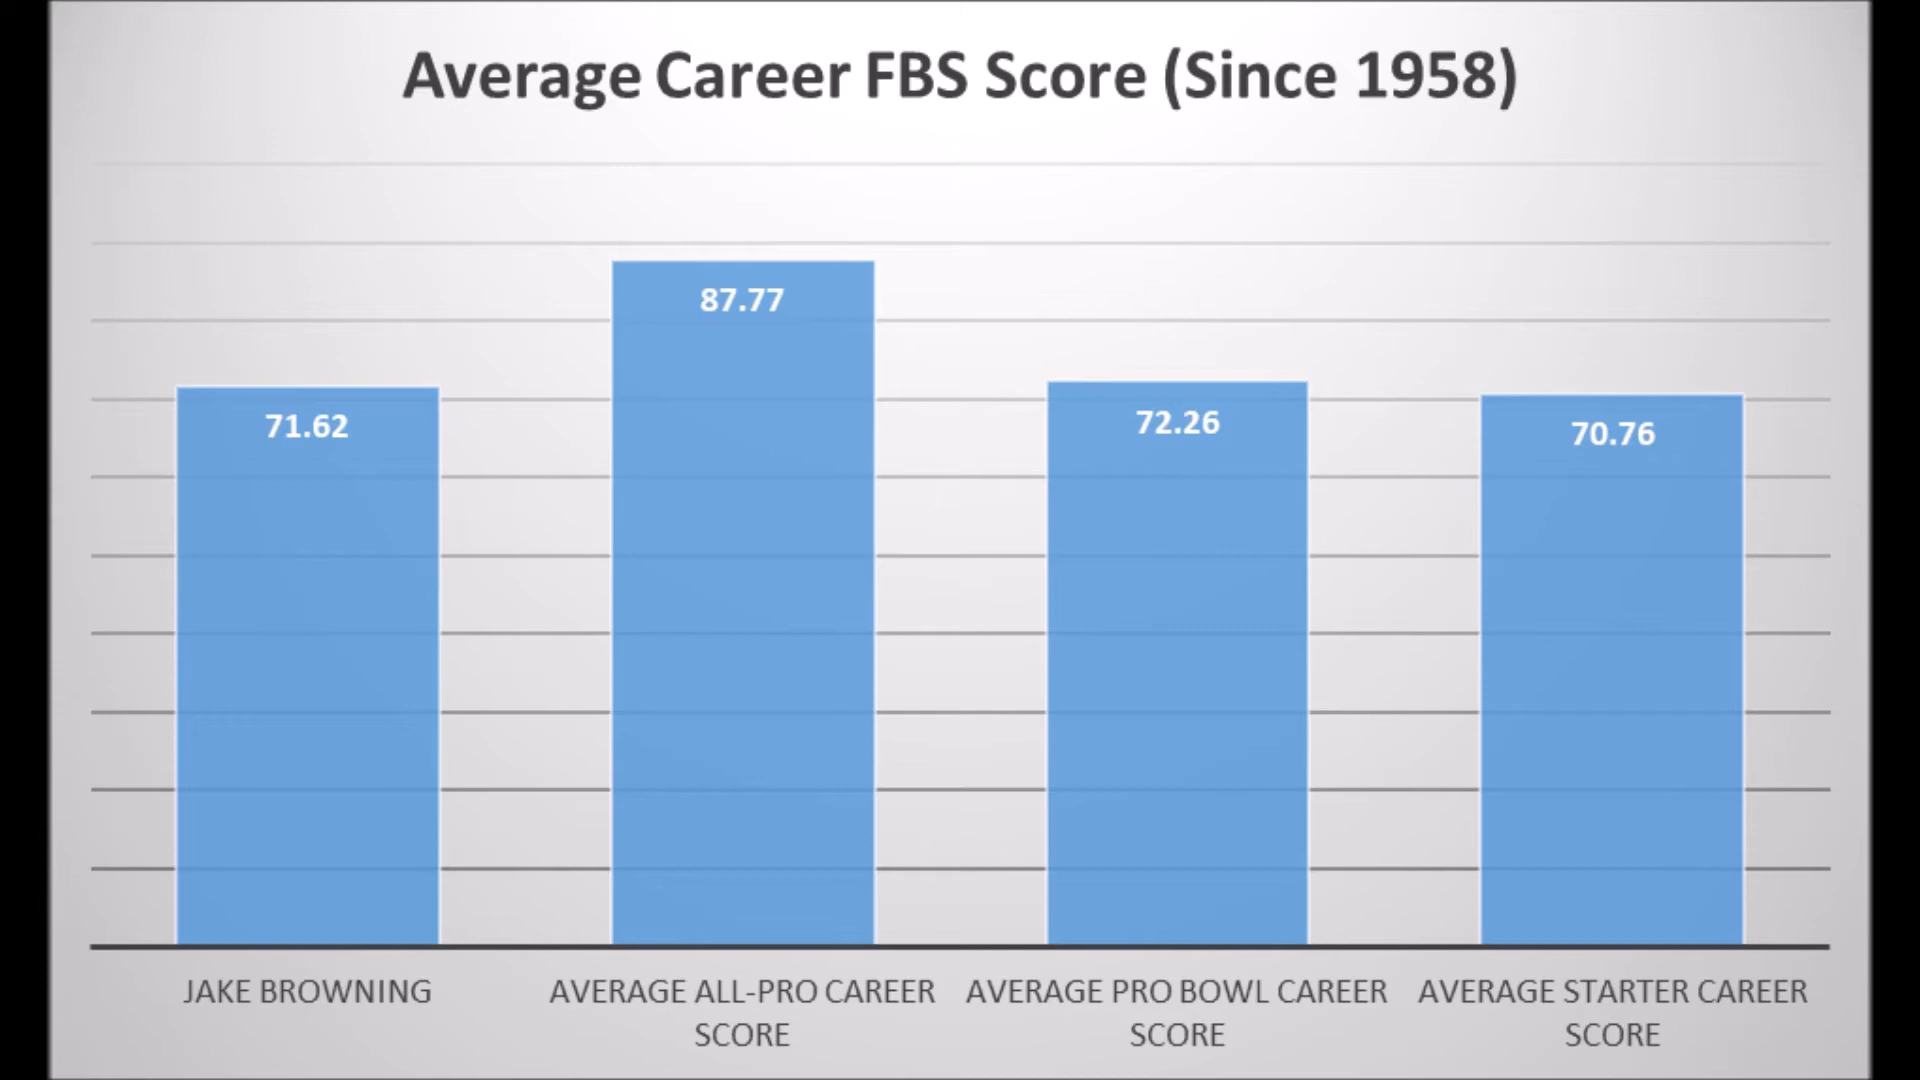 Average Career FBS Score (Since 1958)
71.62
87.77
72.26
70.76
JAKE BROWNING
AVERAGE ALL-PRO CAREER
SCORE
AVERAGE PRO BOWL CAREER
SCORE
AVERAGE STARTER CAREER
SCORE